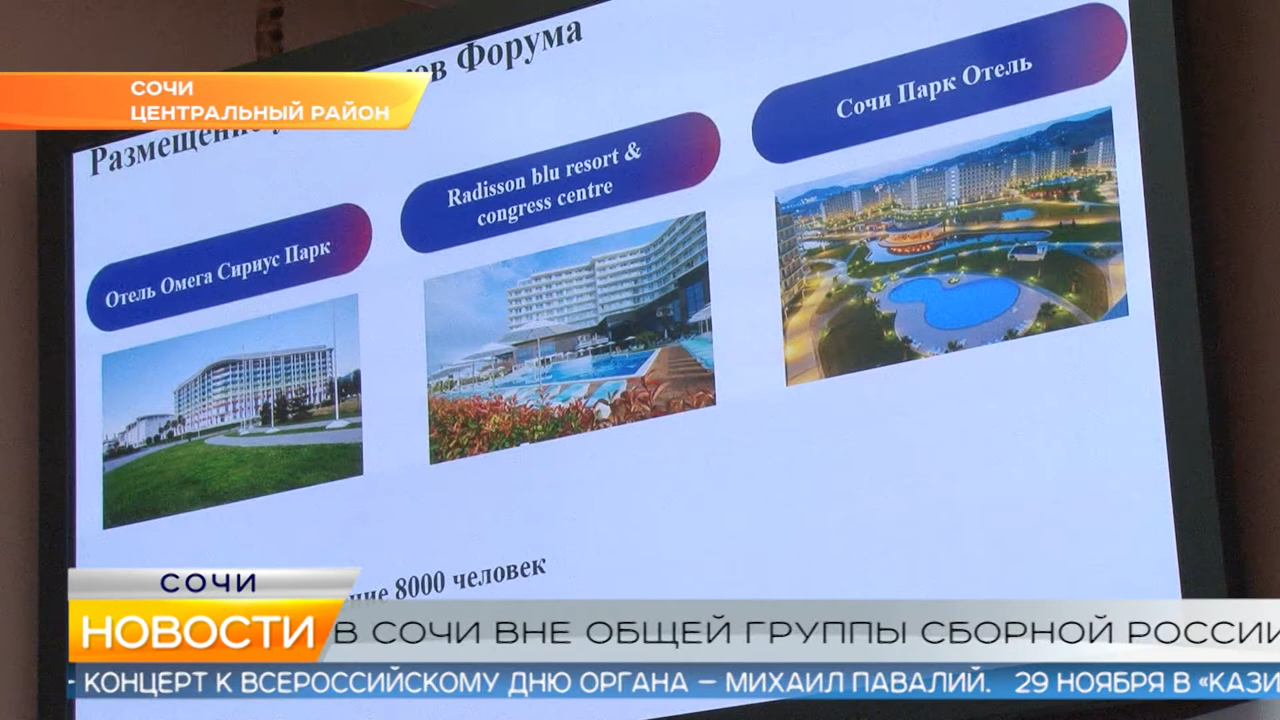 СОЧИ
ЦЕНТРАЛЬНЫЙ РАЙОН
Форума
Размещение
Отель Омега Сириус Парк
Radisson blu resort &
congress centre
Сочи Парк Отель
8000 человек
СОЧИ
НОВОСТИ
В СОЧИ ВНЕ ОБЩЕЙ ГРУППЫ СБОРНОЙ РОССИИ
КОНЦЕРТ К ВСЕРОССИЙСКОМУ ДНЮ ОРГАНА – МИХАИЛ ПАВАЛИЙ. 29 НОЯБРЯ В «КАЗИ